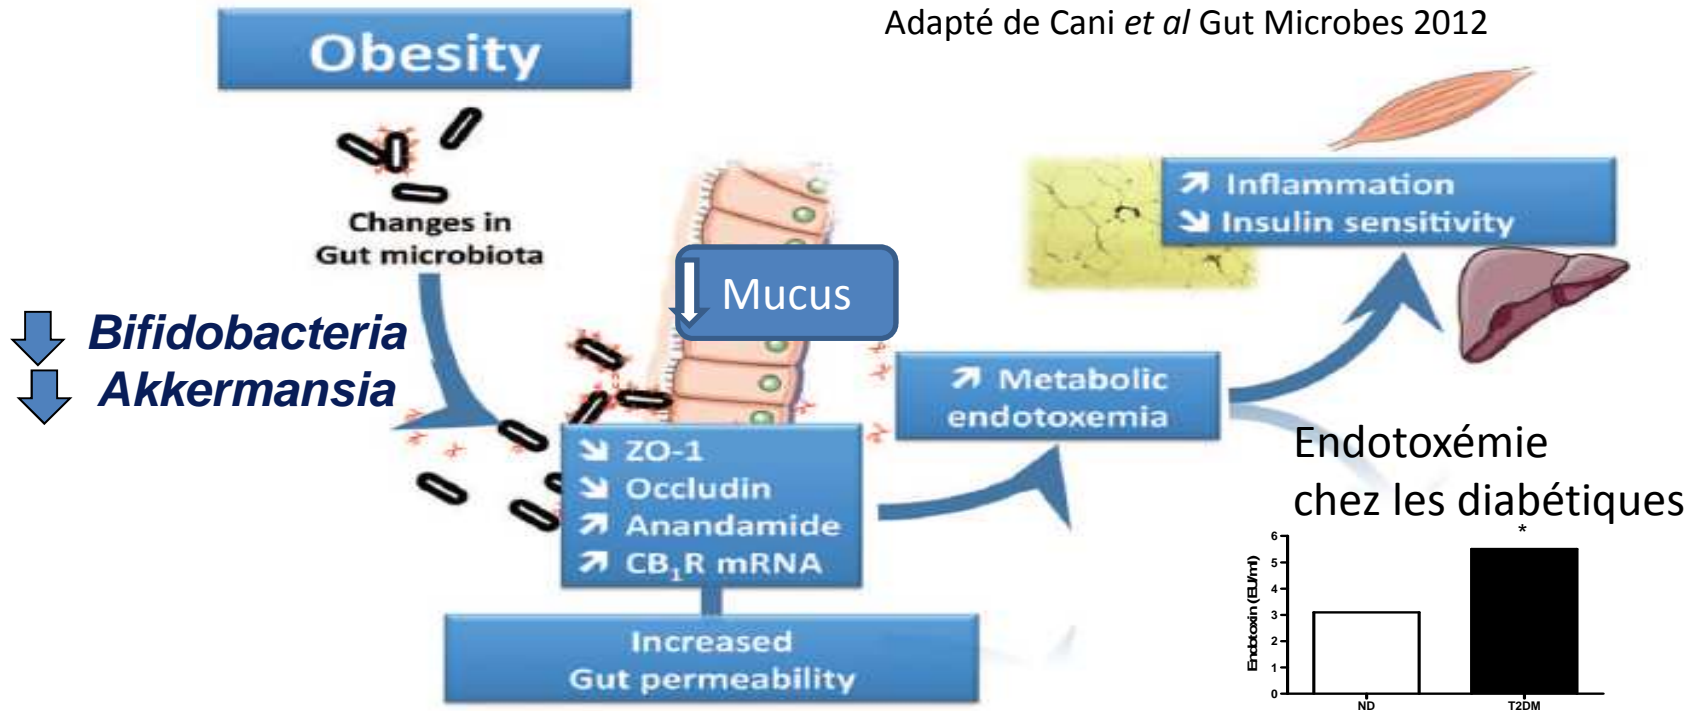 Adapté de Cani et al Gut Microbes 2012
Obesity
Changes in
Gut microbiota
Bifidobacteria
Akkermansia
Mucus
↘ ZO-1
↘ Occludin
↗ Anandamide
↗ CB₁R mRNA
Increased
Gut permeability
↗ Metabolic
endotoxemia
↗ Inflammation
↘ Insulin sensitivity
Endotoxémie
chez les diabétiques
*
Endotoxin (EU/ml)
6
5
4
3
2
1
0
ND
T2DM